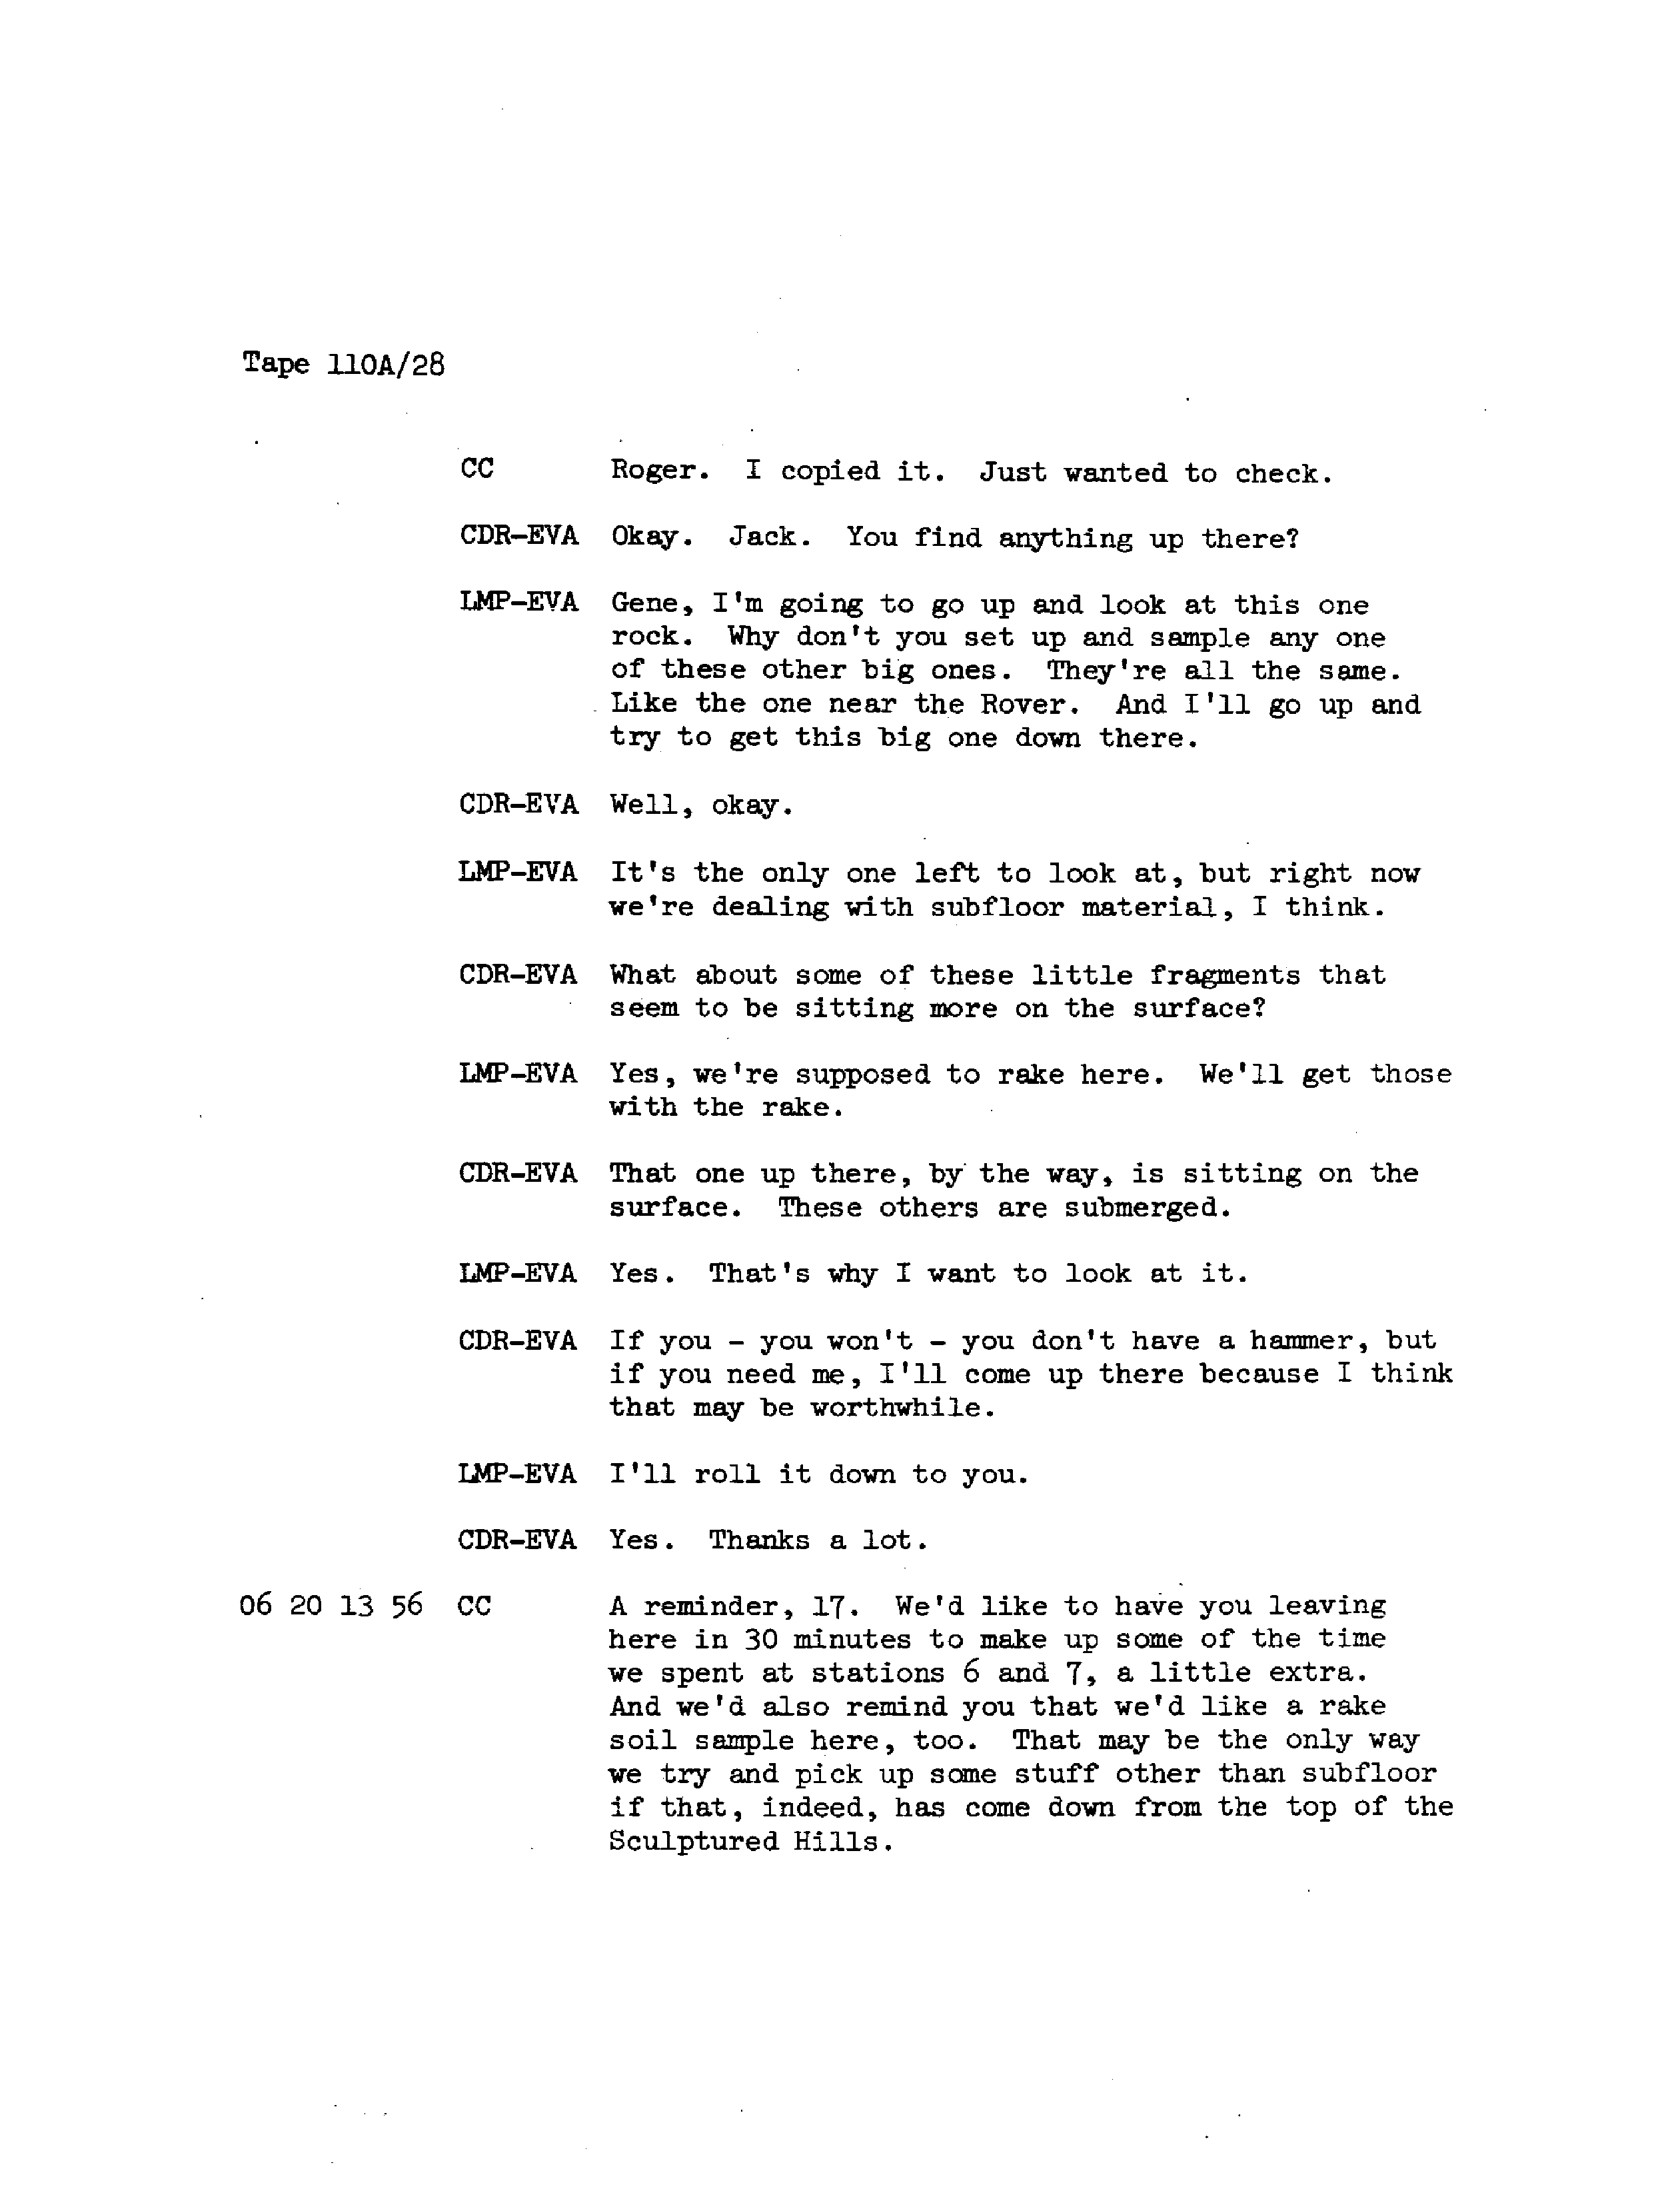 Tape 110A/28
CC Roger. I copied it. Just wanted to check.
CDR-EVA Okay. Jack. You find anything up there?
LMP-EVA Gene, I'm going to go up and look at this one
rock. Why don't you set up and sample any one
of these other big ones. They're all the same.
Like the one near the Rover. And I'll go up and
try to get this big one down there.
CDR-EVA Well, okay.
LMP-EVA It's the only one left to look at, but right now
we're dealing with subfloor material, I think.
CDR-EVA What about some of these little fragments that
seem to be sitting more on the surface?
LMP-EVA Yes, we're supposed to rake here. We'll get those
with the rake.
CDR-EVA That one up there, by the way, is sitting on the
surface. These others are submerged.
LMP-EVA Yes. That's why I want to look at it.
CDR-EVA If you - you won't - you don't have a hammer, but
if you need me, I'll come up there because I think
that may be worthwhile.
LMP-EVA I'll roll it down to you.
CDR-EVA Yes. Thanks a lot.
06 20 13 56 CC A reminder, 17. We'd like to have you leaving
here in 30 minutes to make up some of the time
we spent at stations 6 and 7, a little extra.
And we'd also remind you that we'd like a rake
soil sample here, too. That may be the only way
we try and pick up some stuff other than subfloor
if that, indeed, has come down from the top of the
Sculptured Hills.